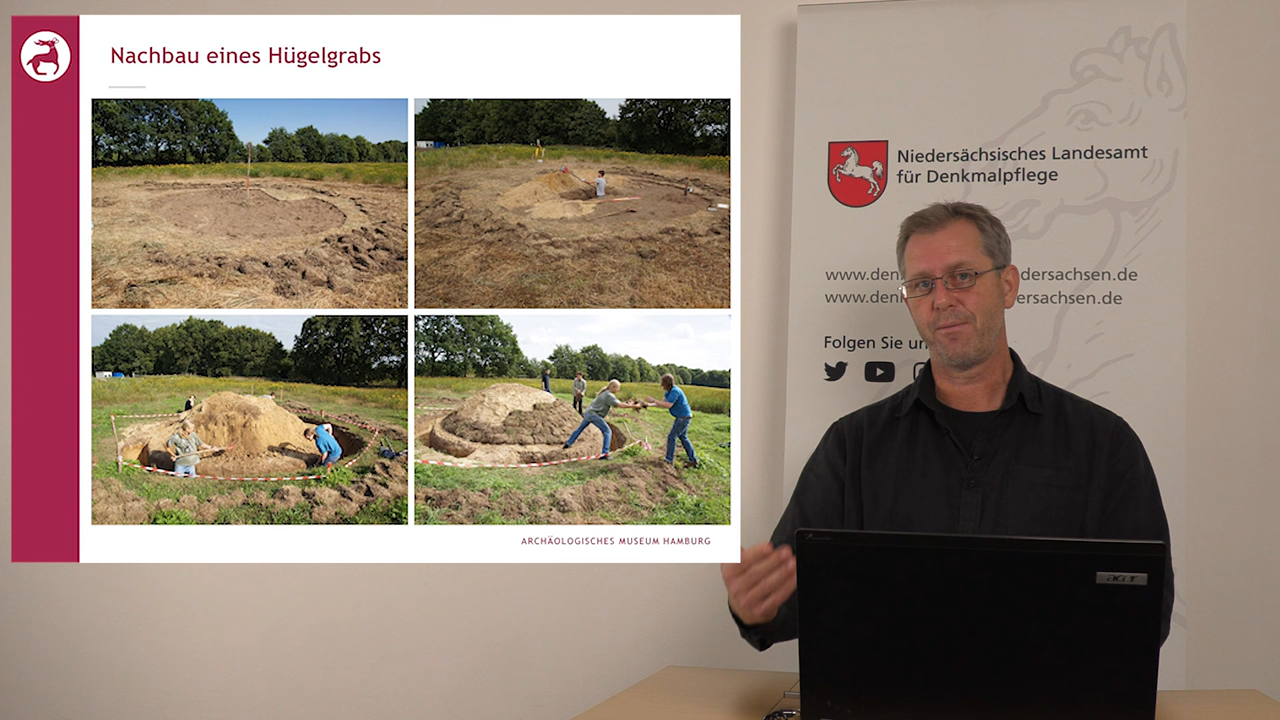 Nachbau eines Hügelgrabs
ARCHÄOLOGISCHES MUSEUM HAMBURG
Niedersächsisches Landesamt
für Denkmalpflege
www.den
dersachsen.de
www.den
ersachsen.de
Folgen Sie un
acer